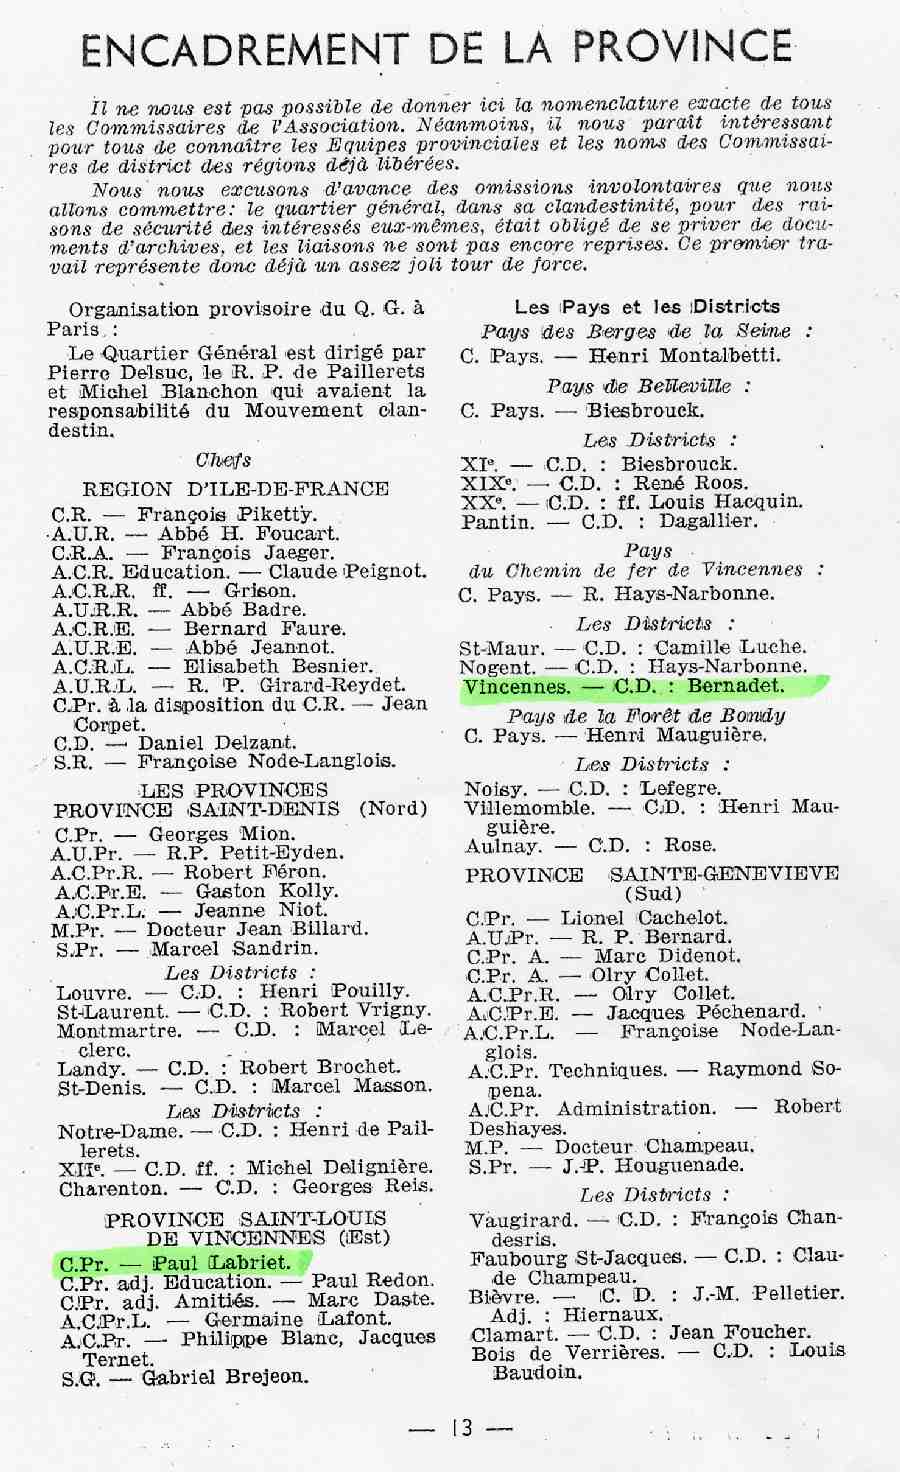 ENCADREMENT DE LA PROVINCE
Il ne nous est pas possible de donner ici la nomenclature exacte de tous
les Commissaires de l'Association. Néanmoins, il nous paraît intéressant
pour tous de connaître les Equipes provinciales et les noms des Commissai-
res de district des régions déjà libérées.
Nous nous excusons d'avance des omissions involontaires que nous
allons commettre: le quartier général, dans sa clandestinité, pour des rai-
sons de sécurité des intéressés eux-mêmes, était obligé de se priver de docu-
ments d'archives, et les liaisons ne sont pas encore reprises. Ce premier tra-
vail représente donc déjà un assez joli tour de force.
Organisation provisoire du Q. G. à
Paris :
Le Quartier Général est dirigé par
Pierre Delsuc, le R. P. de Paillerets
et Michel Blanchon qui avaient la
responsabilité du Mouvement clan-
destin.
Chefs
REGION D'ILE-DE-FRANCE
C.R. — François Piketty.
A.U.R. — Abbé H. Foucart.
C.R.A. — François Jaeger.
A.C.R. Education. — Claude Peignot.
A.C.R.R. ff. — Grison.
A.U.R.R. — Abbé Badre.
A.C.R.E. — Bernard Faure.
A.U.R.E. — Abbé Jeannot.
A.C.R.L. — Elisabeth Besnier.
A.U.R.L. — R. P. Girard-Reydet.
C.Pr. à la disposition du C.R. — Jean
Corpet.
C.D. — Daniel Delzant.
S.R. — Françoise Node-Langlois.
LES PROVINCES
PROVINCE SAINT-DENIS (Nord)
C.Pr. — Georges Mion.
A.U.Pr. — R.P. Petit-Eyden.
A.C.Pr.R. — Robert Féron.
A.C.Pr.E. — Gaston Kolly.
A.C.Pr.L. — Jeanne Niot.
M.Pr. — Docteur Jean Billard.
S.Pr. — Marcel Sandrin.
Les Districts :
Louvre. — C.D. : Henri Pouilly.
St-Laurent. — C.D. : Robert Vrigny.
Montmartre. — C.D. : Marcel Le-
clerc.
Landy. — C.D. : Robert Brochet.
St-Denis. — C.D. : Marcel Masson.
Les Districts :
Notre-Dame. — C.D. : Henri de Pail-
lerets.
XIIe. — C.D. ff. : Michel Delignière.
Charenton. — C.D. : Georges Reis.
PROVINCE SAINT-LOUIS
DE VINCENNES (Est)
C.Pr. — Paul Labriet.
C.Pr. adj. Education. — Paul Redon.
C.Pr. adj. Amitiés. — Marc Daste.
A.C.Pr.L. — Germaine Lafont.
A.C.Pr. — Philippe Blanc, Jacques
Ternet.
S.G. — Gabriel Brejeon.
Les Pays et les Districts
Pays des Berges de la Seine :
C. Pays. — Henri Montalbetti.
Pays de Belleville :
C. Pays. — Biesbrouck.
Les Districts :
XIe. — C.D. : Biesbrouck.
XIXe. — C.D. : René Roos.
XXe. — C.D. : ff. Louis Hacquin.
Pantin. — C.D. : Dagallier.
Pays
du Chemin de fer de Vincennes :
C. Pays. — R. Hays-Narbonne.
Les Districts :
St-Maur. — C.D. : Camille Luche.
Nogent. — C.D. : Hays-Narbonne.
Vincennes. — C.D. : Bernadet.
Pays de la Forêt de Bondy
C. Pays. — Henri Mauguière.
Les Districts :
Noisy. — C.D. : Lefegre.
Villemomble. — C.D. : Henri Mau-
guière.
Aulnay. — C.D. : Rose.
PROVINCE SAINTE-GENEVIEVE
(Sud)
C.Pr. — Lionel Cachelot.
A.U.Pr. — R. P. Bernard.
C.Pr. A. — Marc Didenot.
C.Pr. A. — Olry Collet.
A.C.Pr.R. — Olry Collet.
A.C.Pr.E. — Jacques Péchenard.
A.C.Pr.L. — Françoise Node-Lan-
glois.
A.C.Pr. Techniques. — Raymond So-
pena.
A.C.Pr. Administration. — Robert
Deshayes.
M.P. — Docteur Champeau.
S.Pr. — J.-P. Houguenade.
Les Districts :
Vaugirard. — C.D. : François Chan-
desris.
Faubourg St-Jacques. — C.D. : Clau-
de Champeau.
Bièvre. — C. D. : J.-M. Pelletier.
Adj. : Hiernaux.
Clamart. — C.D. : Jean Foucher.
Bois de Verrières. — C.D. : Louis
Baudoin.
— 13 —